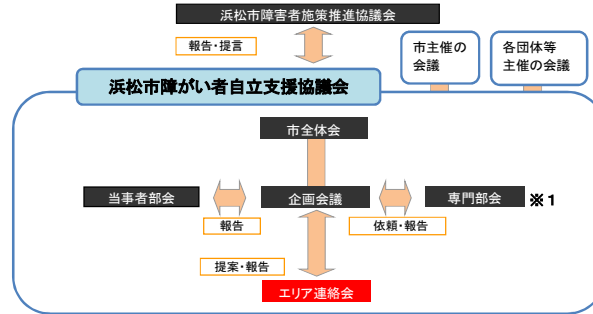 浜松市障害者施策推進協議会
報告・提言
市主催の
会議
各団体等
主催の会議
浜松市障がい者自立支援協議会
市全体会
当事者部会
企画会議
専門部会
※1
報告
依頼・報告
提案・報告
エリア連絡会